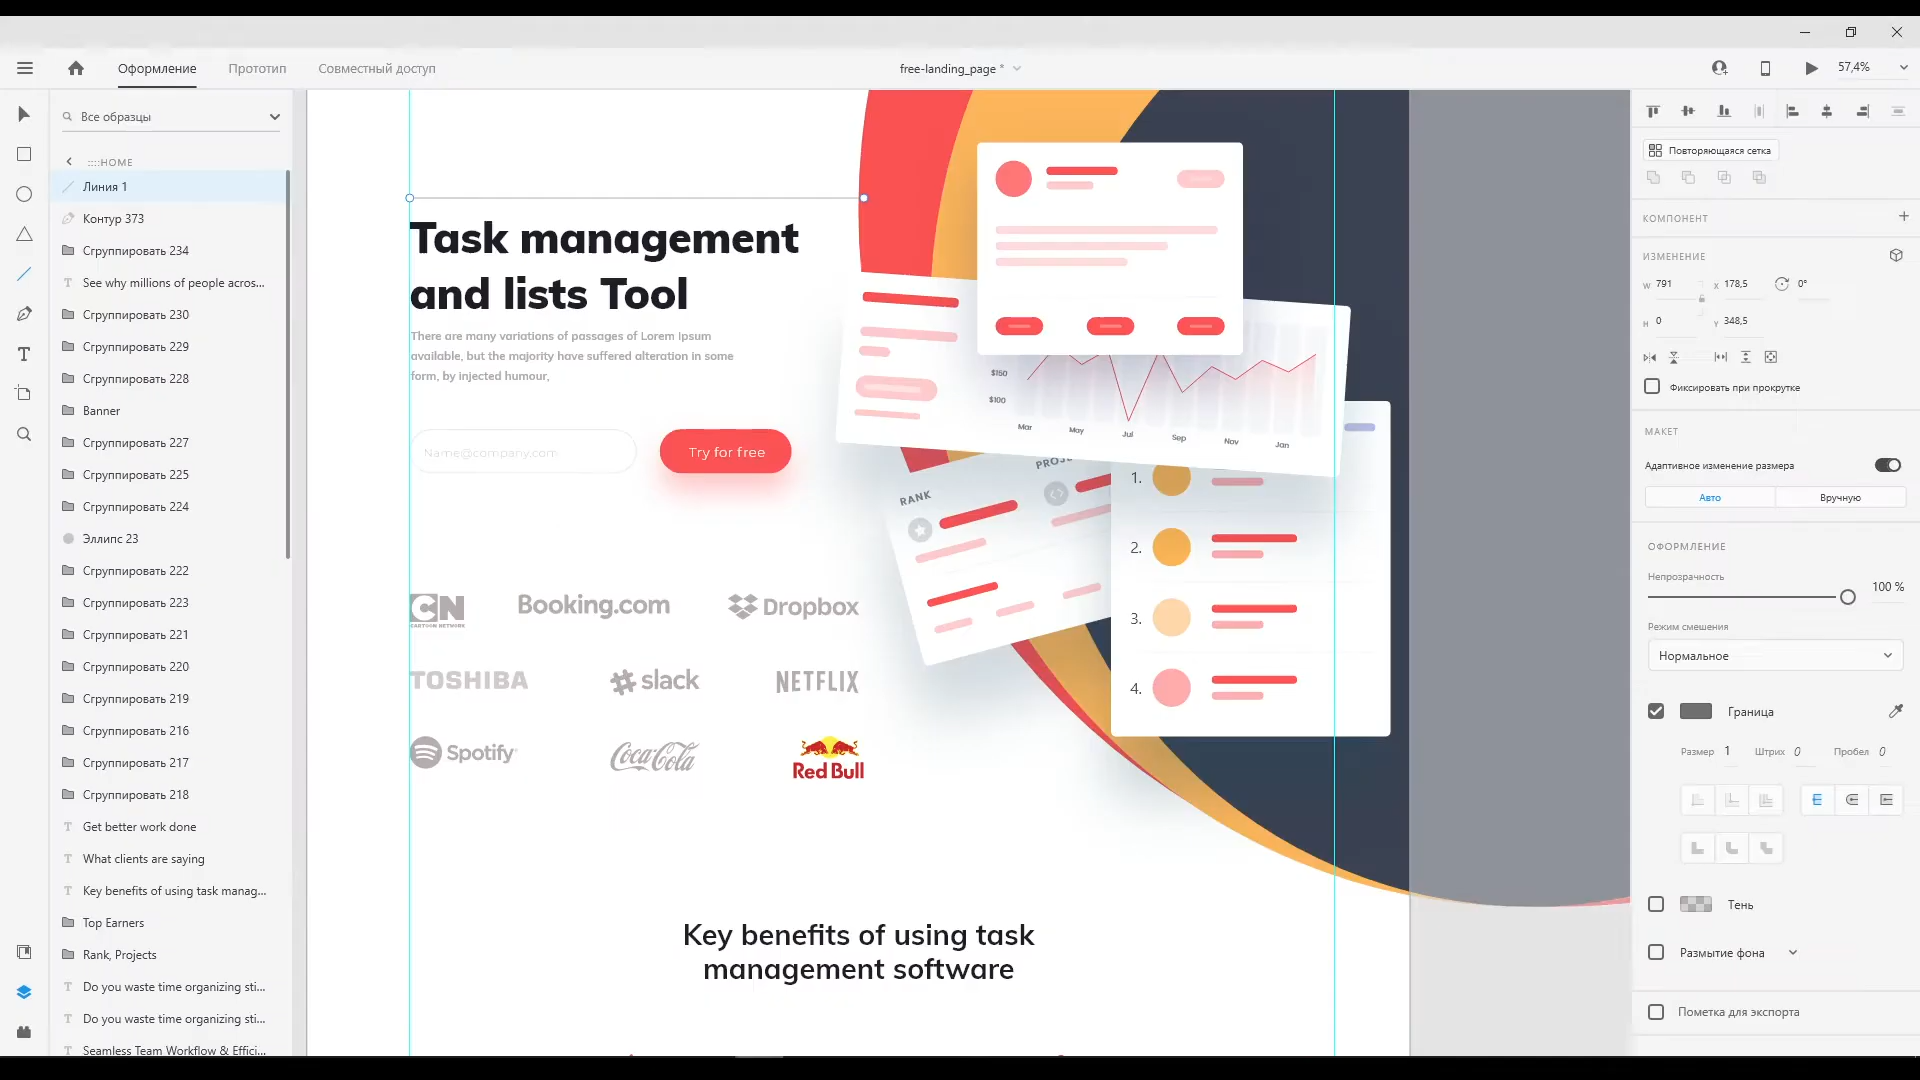 Оформление
Прототип
Совместный доступ
free-landing_page *
57,4%
Все образцы
::::HOME
Линия 1
Контур 373
Сгруппировать 234
See why millions of people acros...
Сгруппировать 230
Сгруппировать 229
Сгруппировать 228
Banner
Сгруппировать 227
Сгруппировать 225
Сгруппировать 224
Эллипс 23
Сгруппировать 222
Сгруппировать 223
Сгруппировать 221
Сгруппировать 220
Сгруппировать 219
Сгруппировать 216
Сгруппировать 217
Сгруппировать 218
Get better work done
What clients are saying
Key benefits of using task manag...
Top Earners
Rank, Projects
Do you waste time organizing sti...
Do you waste time organizing sti...
Seamless Team Workflow & Effici...
Task management
and lists Tool
There are many variations of passages of Lorem Ipsum
available, but the majority have suffered alteration in some
form, by injected humour,
Name@company.com
Try for free
CN
CARTOON NETWORK
Booking.com
Dropbox
TOSHIBA
slack
NETFLIX
Spotify
Coca-Cola
Red Bull
$150
$100
Mar
May
Jul
Sep
Nov
Jan
RANK
1.
2.
3.
4.
Key benefits of using task
management software
Повторяющаяся сетка
КОМПОНЕНТ
ИЗМЕНЕНИЕ
W 791
X 178,5
0°
H 0
Y 348,5
Фиксировать при прокрутке
МАКЕТ
Адаптивное изменение размера
Авто
Вручную
ОФОРМЛЕНИЕ
Непрозрачность
100 %
Режим смешения
Нормальное
Граница
Размер 1
Штрих 0
Пробел 0
Тень
Размытие фона
Пометка для экспорта